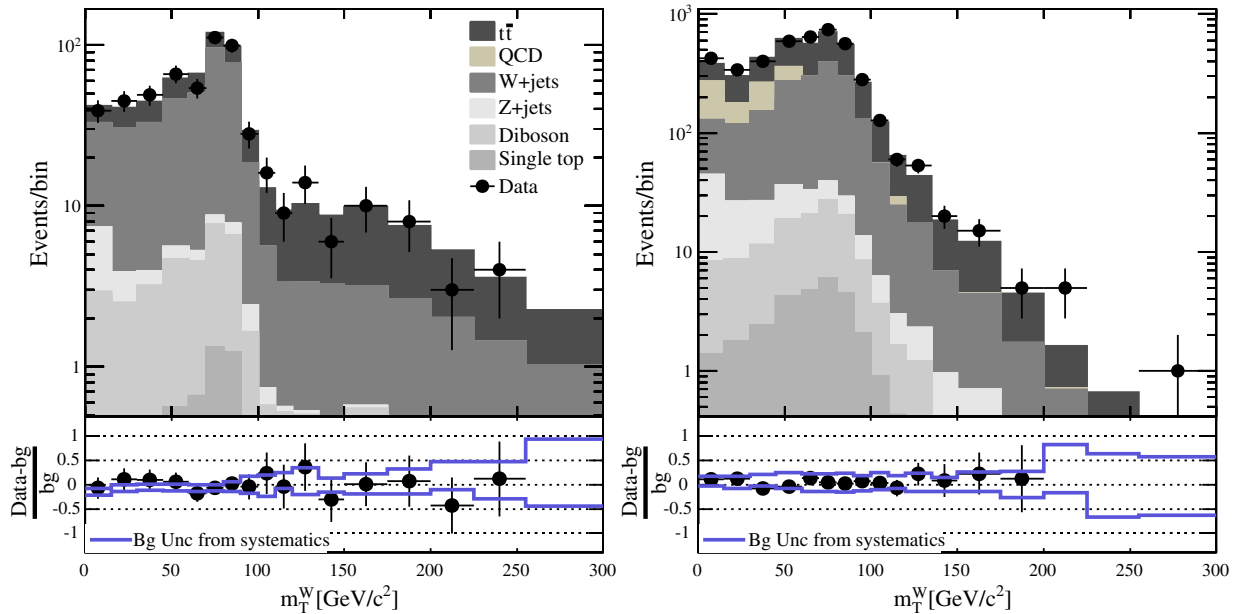 10²
10
1
Events/bin
tt̄
QCD
W+jets
Z+jets
Diboson
Single top
Data
1
0.5
0
-0.5
-1
Data-bg
bg
Bg Unc from systematics
0 50 100 150 200 250 300
m_T^W [GeV/c²]
10³
10²
10
1
Events/bin
1
0.5
0
-0.5
-1
Data-bg
bg
Bg Unc from systematics
0 50 100 150 200 250 300
m_T^W [GeV/c²]